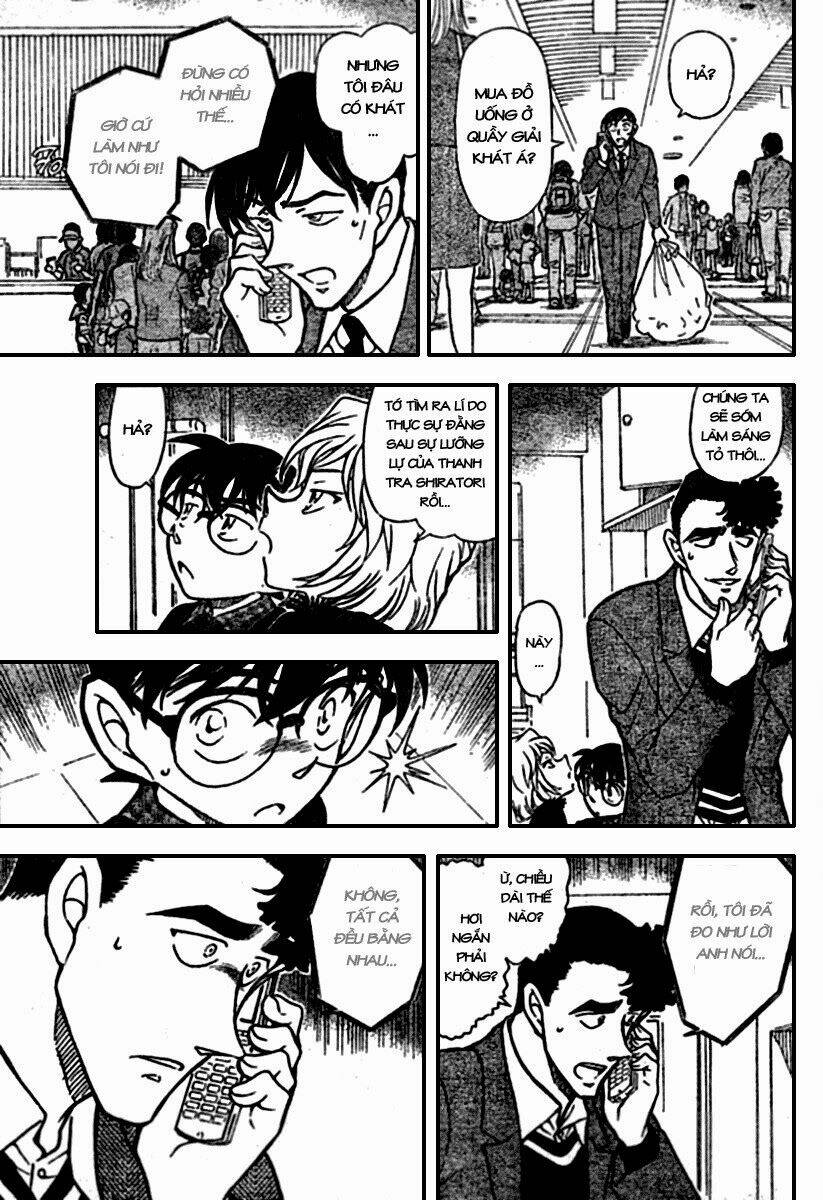 HẢ?
MUA ĐỒ
UỐNG Ở
QUẦY GIẢI
KHÁT Á?
NHƯNG
TÔI ĐÂU
CÓ KHÁT
...
ĐỪNG CÓ
HỎI NHIỀU
THẾ...
GIỜ CỨ
LÀM NHƯ
TÔI NÓI ĐI!
CHÚNG TA
SẼ SỚM
LÀM SÁNG
TỎ THÔI...
NÀY
...
TỚ TÌM RA LÍ DO
THỰC SỰ ĐẰNG
SAU SỰ LƯỠNG
LỰ CỦA THANH
TRA SHIRATORI
RỒI...
HẢ?
RỒI, TÔI ĐÃ
ĐO NHƯ LỜI
ANH NÓI...
Ừ, CHIỀU
DÀI THẾ
NÀO?
HƠI
NGẮN
PHẢI
KHÔNG?
KHÔNG,
TẤT CẢ
ĐỀU BẰNG
NHAU...